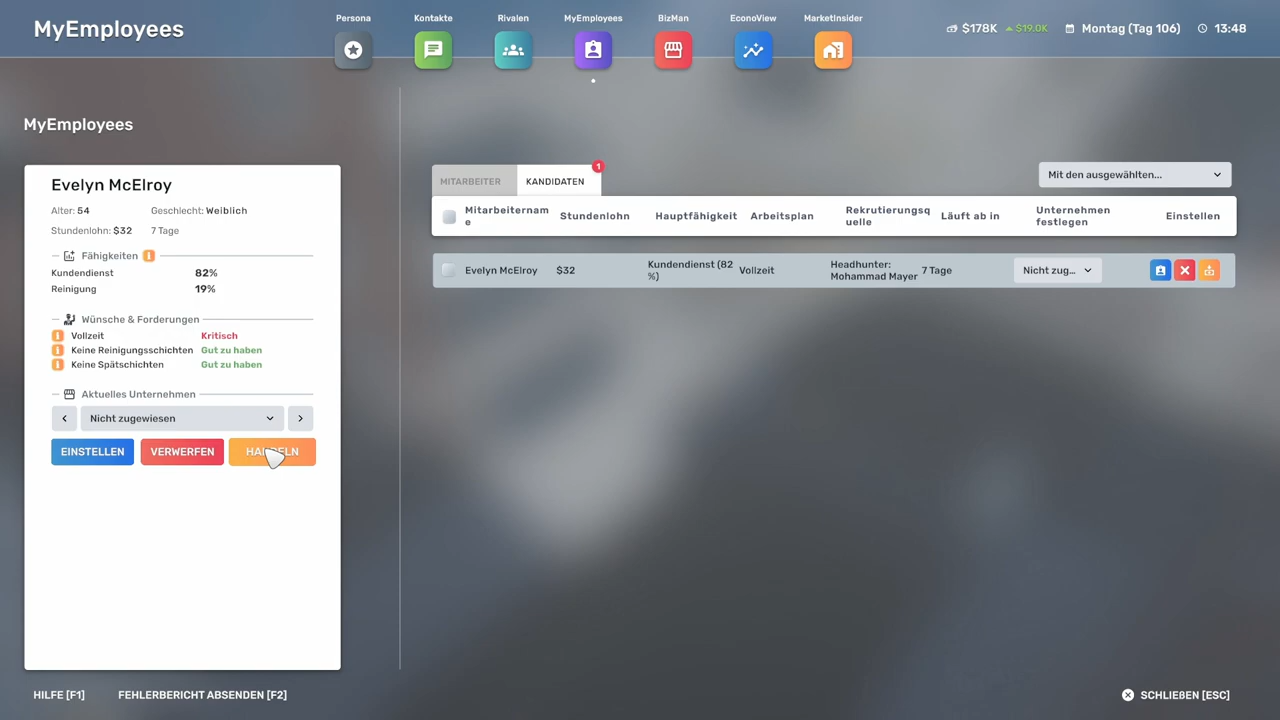 MyEmployees
Persona
Kontakte
Rivalen
MyEmployees
BizMan
EconoView
MarketInsider
$178K
$19.0K
Montag (Tag 106)
13:48
MyEmployees
Evelyn McElroy
Alter: 54
Geschlecht: Weiblich
Stundenlohn: $32
7 Tage
Fähigkeiten
Kundendienst 82%
Reinigung 19%
Wünsche & Forderungen
Vollzeit Kritisch
Keine Reinigungsschichten Gut zu haben
Keine Spätschichten Gut zu haben
Aktuelles Unternehmen
Nicht zugewiesen
EINSTELLEN
VERWERFEN
MITARBEITER
KANDIDATEN
1
Mit den ausgewählten...
Mitarbeiternam
e
Stundenlohn
Hauptfähigkeit
Arbeitsplan
Rekrutierungsq
uelle
Läuft ab in
Unternehmen
festlegen
Einstellen
Evelyn McElroy
$32
Kundendienst (82
%)
Vollzeit
Headhunter:
Mohammad Mayer
7 Tage
Nicht zug...
HILFE [F1]
FEHLERBERICHT ABSENDEN [F2]
SCHLIEẞEN [ESC]